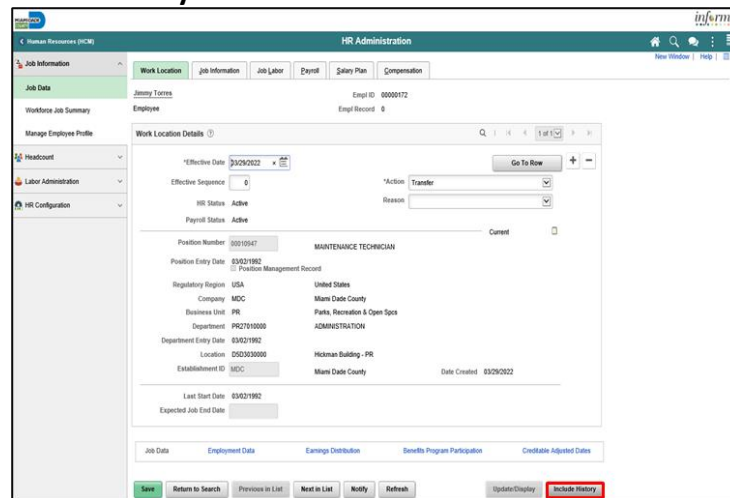 MIAMI-DADE
inform
Human Resources (HCM)
HR Administration
New Window | Help |
Job Information
Job Data
Workforce Job Summary
Manage Employee Profile
Headcount
Labor Administration
HR Configuration
Work Location Job Information Job Labor Payroll Salary Plan Compensation
Jimmy Torres Empl ID 00000172
Employee Empl Record 0
Work Location Details 1 of 1
*Effective Date 03/29/2022 Go To Row
Effective Sequence 0 *Action Transfer
HR Status Active Reason
Payroll Status Active
Current
Position Number 00010947 MAINTENANCE TECHNICIAN
Position Entry Date 03/02/1992
Position Management Record
Regulatory Region USA United States
Company MDC Miami Dade County
Business Unit PR Parks, Recreation & Open Spcs
Department PR27010000 ADMINISTRATION
Department Entry Date 03/02/1992
Location D5D3030000 Hickman Building - PR
Establishment ID MDC Miami Dade County Date Created 03/29/2022
Last Start Date 03/02/1992
Expected Job End Date
Job Data Employment Data Earnings Distribution Benefits Program Participation Creditable Adjusted Dates
Save Return to Search Previous in List Next in List Notify Refresh Update/Display Include History